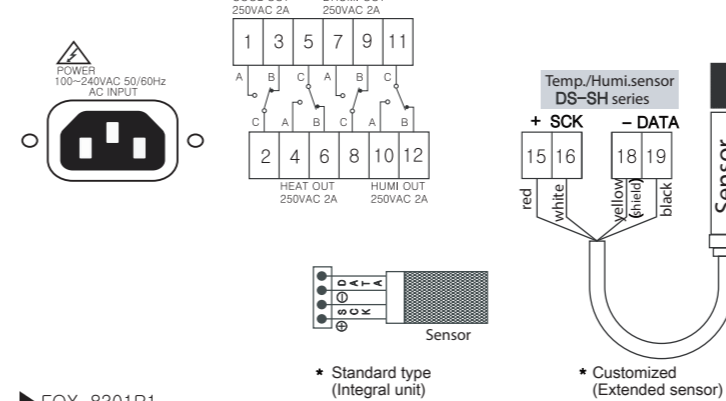 250VAC 2A 250VAC 2A
1 3 5 7 9 11
A B C A B C
C A B C A B
2 4 6 8 10 12
HEAT OUT HUMI OUT
250VAC 2A 250VAC 2A
POWER
100~240VAC 50/60Hz
AC INPUT
Temp./Humi.sensor
DS-SH series
+ SCK - DATA
15 16 18 19
red white yellow (shield) black
Sensor
DATA
⊖
SCK
⊕
Sensor
* Standard type
(Integral unit)
* Customized
(Extended sensor)